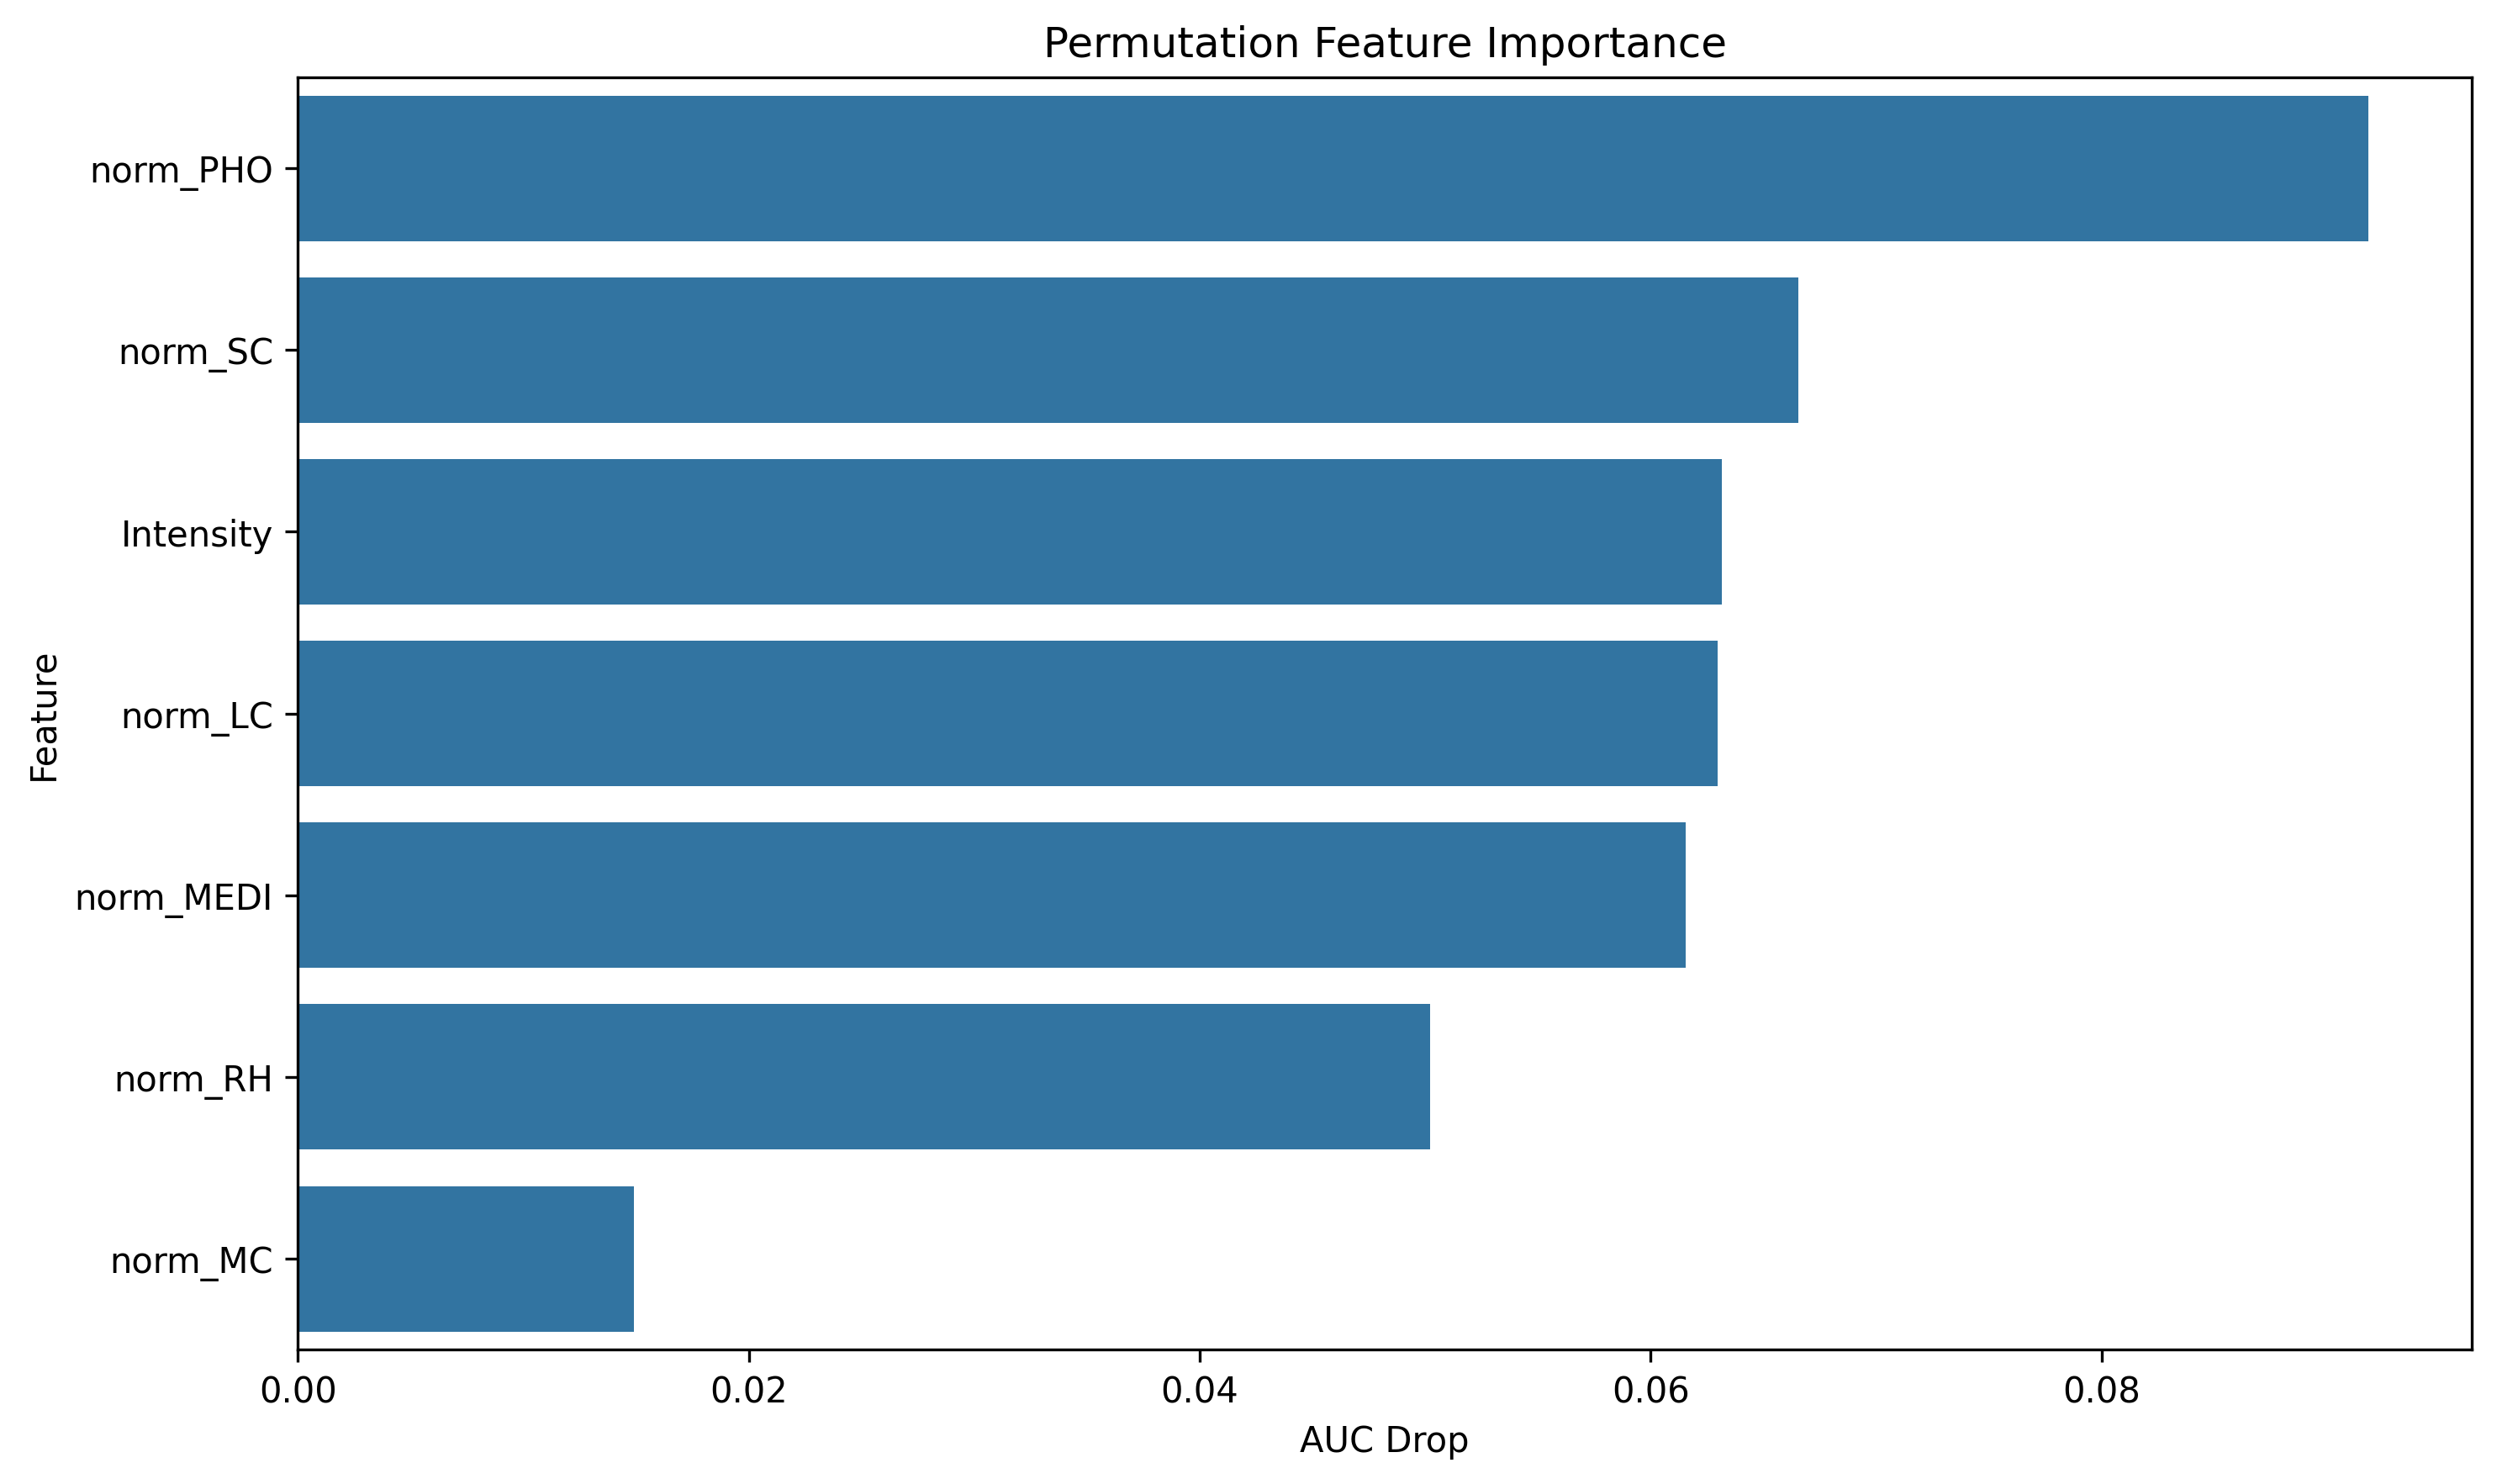 Permutation Feature Importance
Feature
norm_PHO
norm_SC
Intensity
norm_LC
norm_MEDI
norm_RH
norm_MC
0.00 0.02 0.04 0.06 0.08
AUC Drop